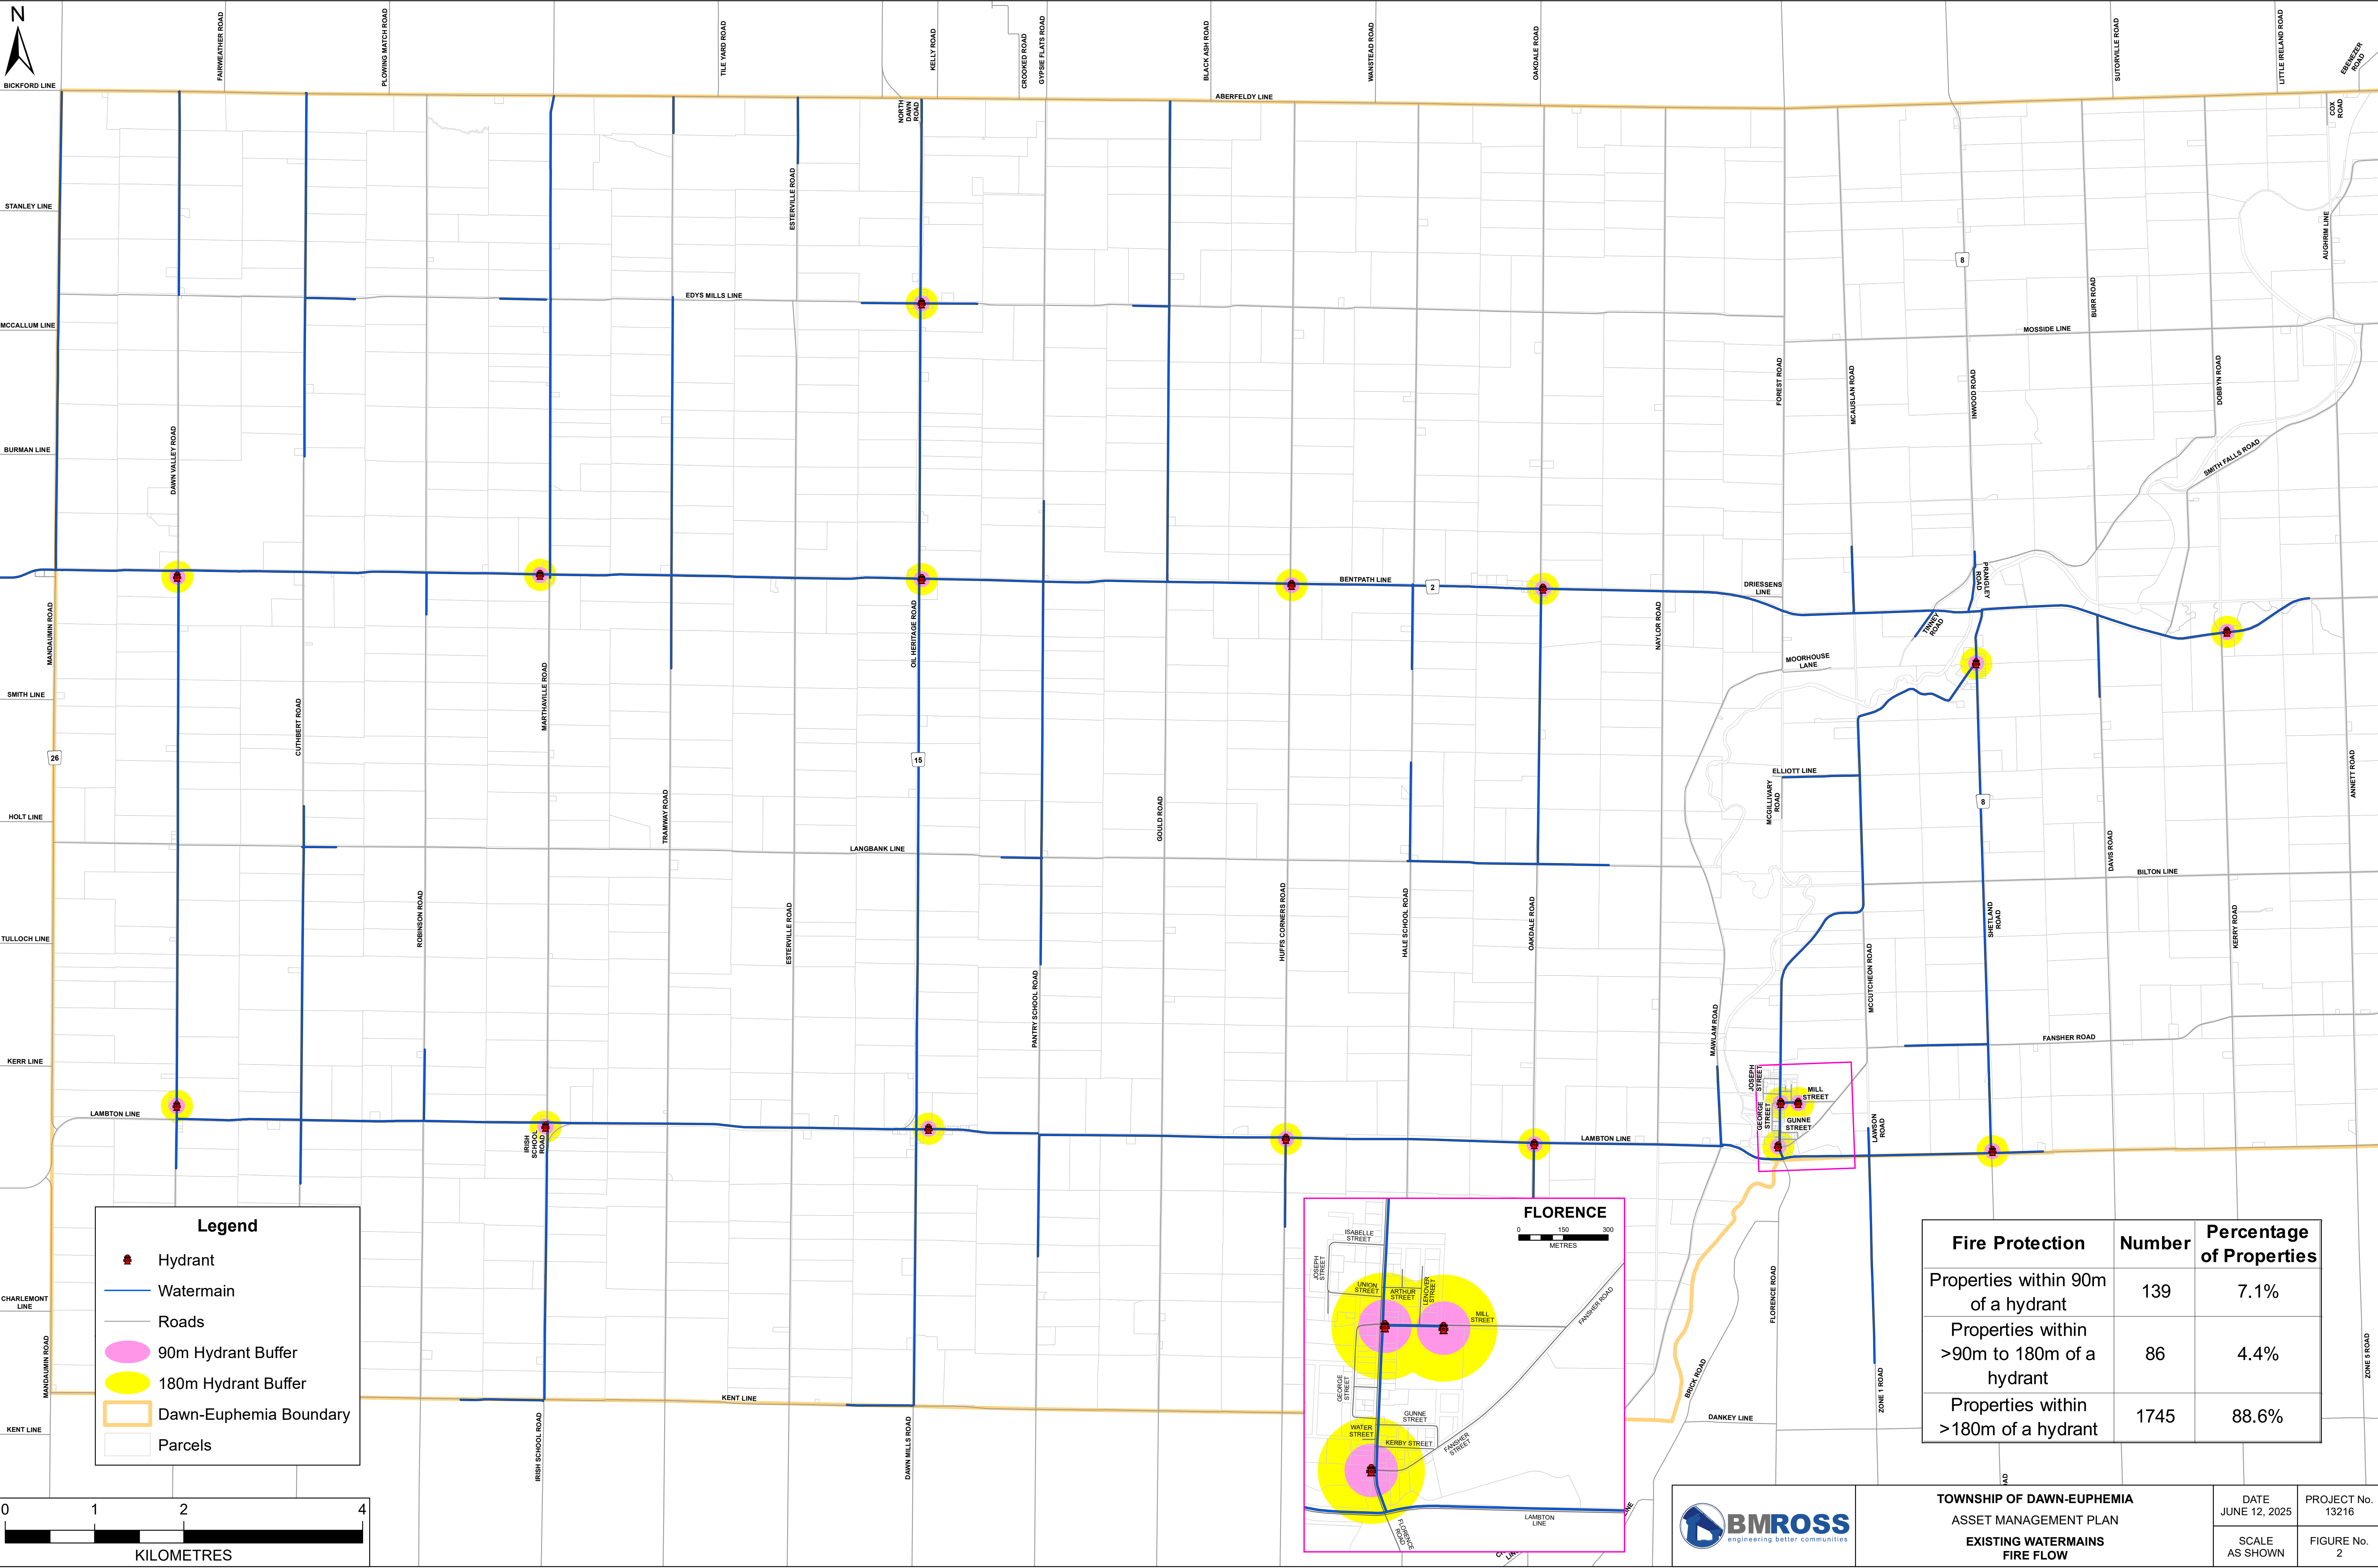 N
FAIRWEATHER ROAD
PLOWING MATCH ROAD
TILE YARD ROAD
KELLY ROAD
CROOKED ROAD
GYPSIE FLATS ROAD
BLACK ASH ROAD
WANSTEAD ROAD
OAKDALE ROAD
SUTORVILLE ROAD
LITTLE IRELAND ROAD
EBENEZER
ROAD
BICKFORD LINE
ABERFELDY LINE
NORTH
DAWN
ROAD
COX
ROAD
STANLEY LINE
ESTERVILLE ROAD
AUGHRIM LINE
8
EDYS MILLS LINE
BURR ROAD
MCCALLUM LINE
MOSSIDE LINE
FOREST ROAD
MCAUSLAN ROAD
INWOOD ROAD
DOBBYN ROAD
BURMAN LINE
DAWN VALLEY ROAD
SMITH FALLS ROAD
BENTPATH LINE
2
DRIESSENS
LINE
PRANGLEY
ROAD
TINNEY
ROAD
MANDAUMIN ROAD
OIL HERITAGE ROAD
NAYLOR ROAD
MOORHOUSE
LANE
SMITH LINE
CUTHBERT ROAD
MARTHAVILLE ROAD
26
15
ELLIOTT LINE
MCGILLIVARY
ROAD
8
ANNETT ROAD
HOLT LINE
TRAMWAY ROAD
GOULD ROAD
LANGBANK LINE
DAVIS ROAD
BILTON LINE
ROBINSON ROAD
ESTERVILLE ROAD
HUFFS CORNERS ROAD
HALE SCHOOL ROAD
OAKDALE ROAD
SHETLAND
ROAD
KERRY ROAD
TULLOCH LINE
PANTRY SCHOOL ROAD
MCCUTCHEON ROAD
MAWLAM ROAD
FANSHER ROAD
KERR LINE
JOSEPH
STREET
MILL
STREET
GEORGE
STREET
GUNNE
STREET
LAMBTON LINE
IRISH
SCHOOL
ROAD
LAMBTON LINE
LAWSON
ROAD
Legend
Hydrant
Watermain
Roads
90m Hydrant Buffer
180m Hydrant Buffer
Dawn-Euphemia Boundary
Parcels
CHARLEMONT
LINE
MANDAUMIN ROAD
KENT LINE
KENT LINE
IRISH SCHOOL ROAD
DAWN MILLS ROAD
FLORENCE
0 150 300
METRES
ISABELLE
STREET
JOSEPH
STREET
UNION
STREET
ARTHUR
STREET
LENOVER
STREET
MILL
STREET
FANSHER ROAD
GEORGE
STREET
GUNNE
STREET
WATER
STREET
KERBY STREET
FANSHER
STREET
LAMBTON
LINE
FLORENCE
ROAD
FLORENCE ROAD
BRICK ROAD
DANKEY LINE
ZONE 1 ROAD
ZONE 5 ROAD
Fire Protection Number Percentage of Properties
Properties within 90m of a hydrant 139 7.1%
Properties within >90m to 180m of a hydrant 86 4.4%
Properties within >180m of a hydrant 1745 88.6%
0 1 2 4
KILOMETRES
BMROSS
engineering better communities
TOWNSHIP OF DAWN-EUPHEMIA
ASSET MANAGEMENT PLAN
EXISTING WATERMAINS
FIRE FLOW
DATE
JUNE 12, 2025
PROJECT No.
13216
SCALE
AS SHOWN
FIGURE No.
2